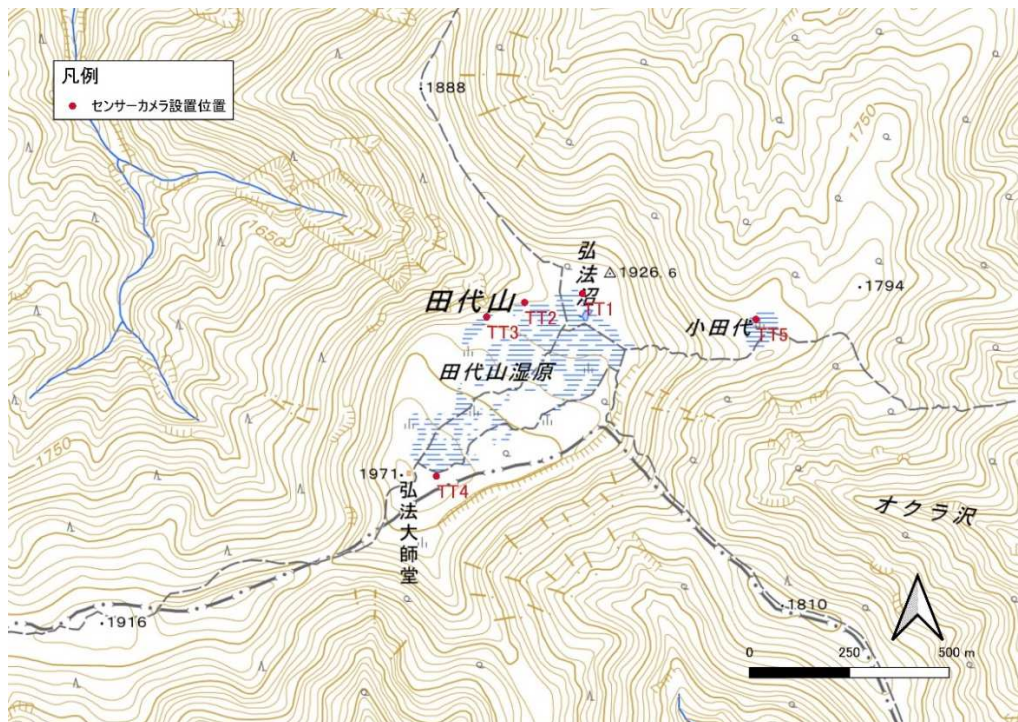 凡例
センサーカメラ設置位置
1888
1750
1650
弘法沼
1926.6
1794
田代山
TT2
TT1
TT3
小田代
TT5
田代山湿原
1750
1971
TT4
弘法大師堂
オクラ沢
1916
1810
0 250 500 m